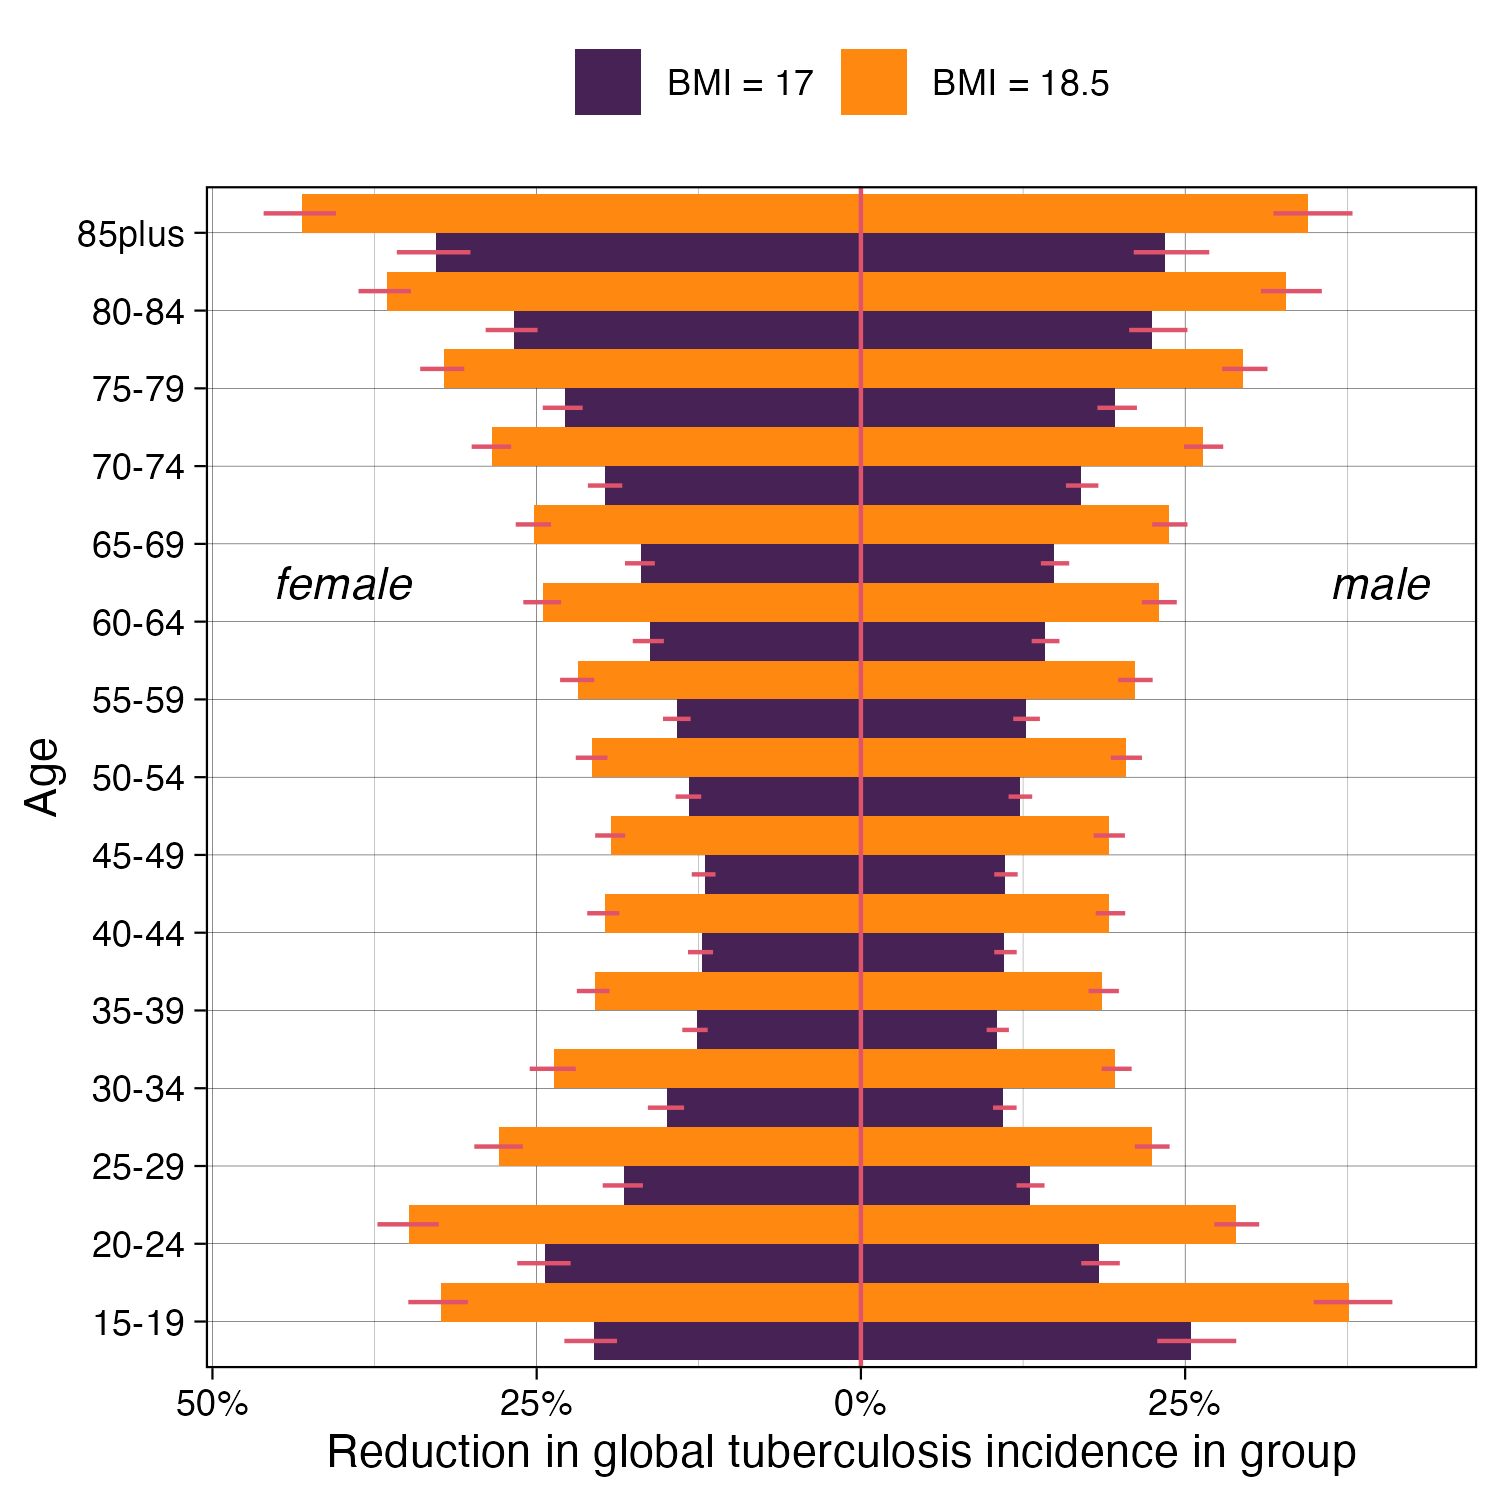 BMI = 17 BMI = 18.5
85plus
80-84
75-79
70-74
65-69
female male
60-64
55-59
Age
50-54
45-49
40-44
35-39
30-34
25-29
20-24
15-19
50% 25% 0% 25%
Reduction in global tuberculosis incidence in group